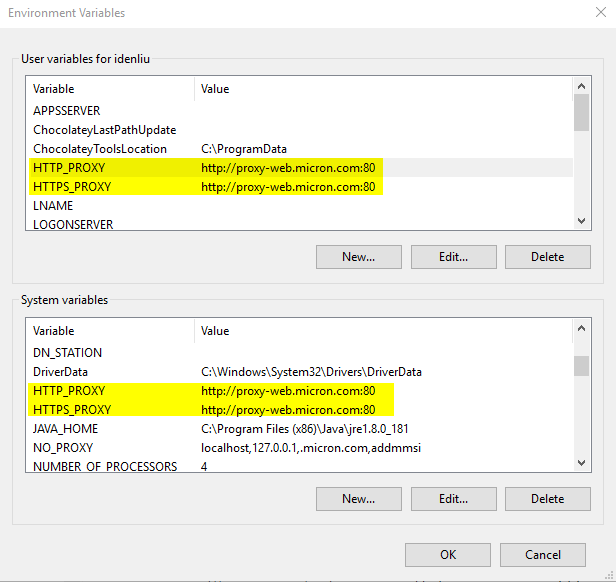 Environment Variables
User variables for idenliu
Variable Value
APPSSERVER
ChocolateyLastPathUpdate
ChocolateyToolsLocation C:\ProgramData
HTTP_PROXY http://proxy-web.micron.com:80
HTTPS_PROXY http://proxy-web.micron.com:80
LNAME
LOGONSERVER
New... Edit... Delete
System variables
Variable Value
DN_STATION
DriverData C:\Windows\System32\Drivers\DriverData
HTTP_PROXY http://proxy-web.micron.com:80
HTTPS_PROXY http://proxy-web.micron.com:80
JAVA_HOME C:\Program Files (x86)\Java\jre1.8.0_181
NO_PROXY localhost,127.0.0.1,.micron.com,addmmsi
NUMBER_OF_PROCESSORS 4
New... Edit... Delete
OK Cancel